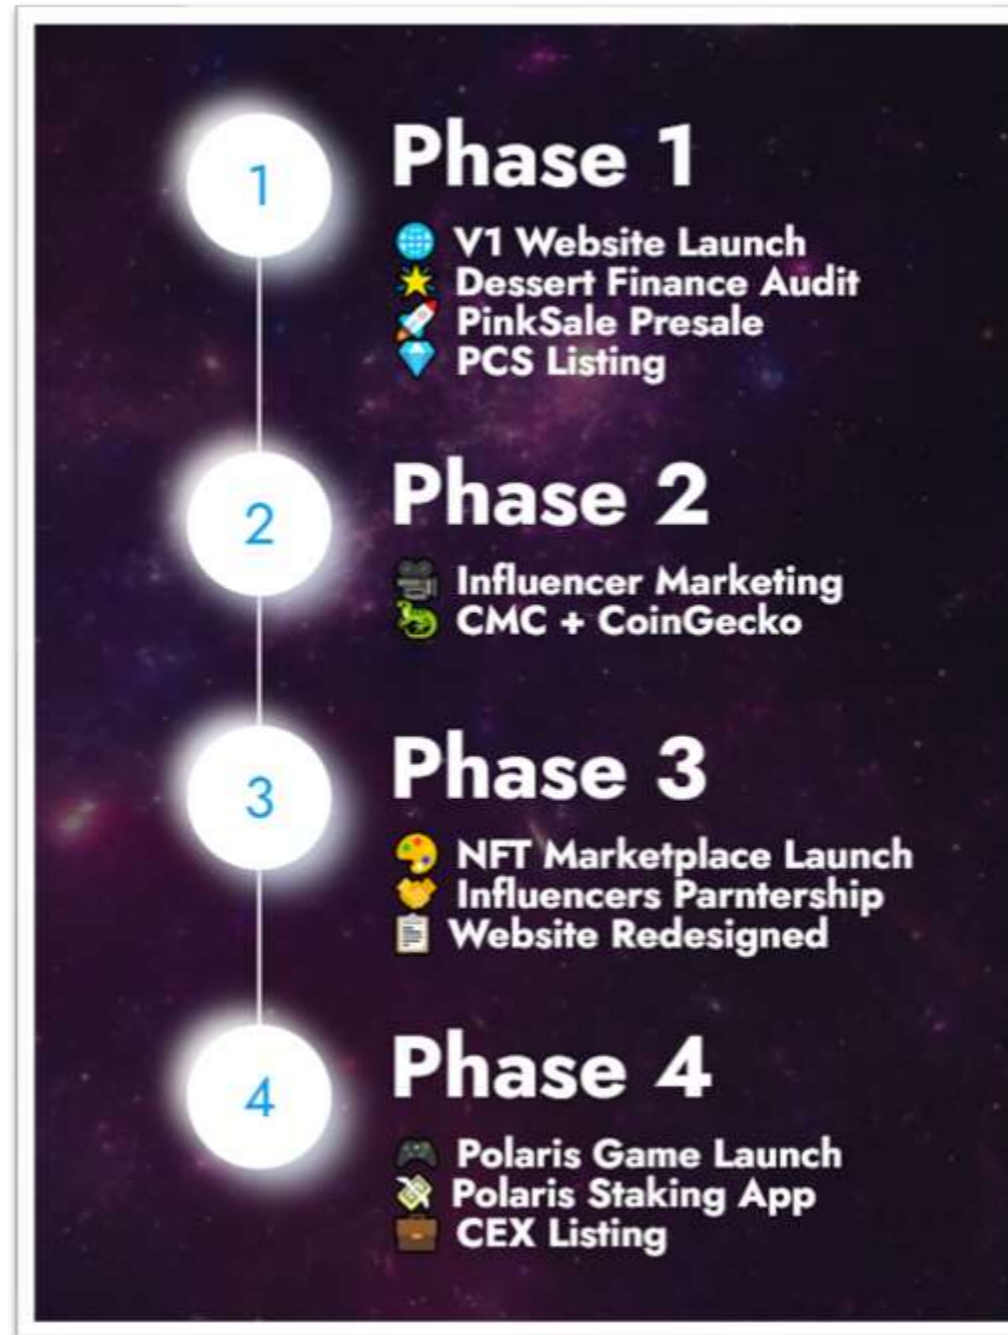 1
Phase 1
V1 Website Launch
Dessert Finance Audit
PinkSale Presale
PCS Listing
2
Phase 2
Influencer Marketing
CMC + CoinGecko
3
Phase 3
NFT Marketplace Launch
Influencers Parntership
Website Redesigned
4
Phase 4
Polaris Game Launch
Polaris Staking App
CEX Listing